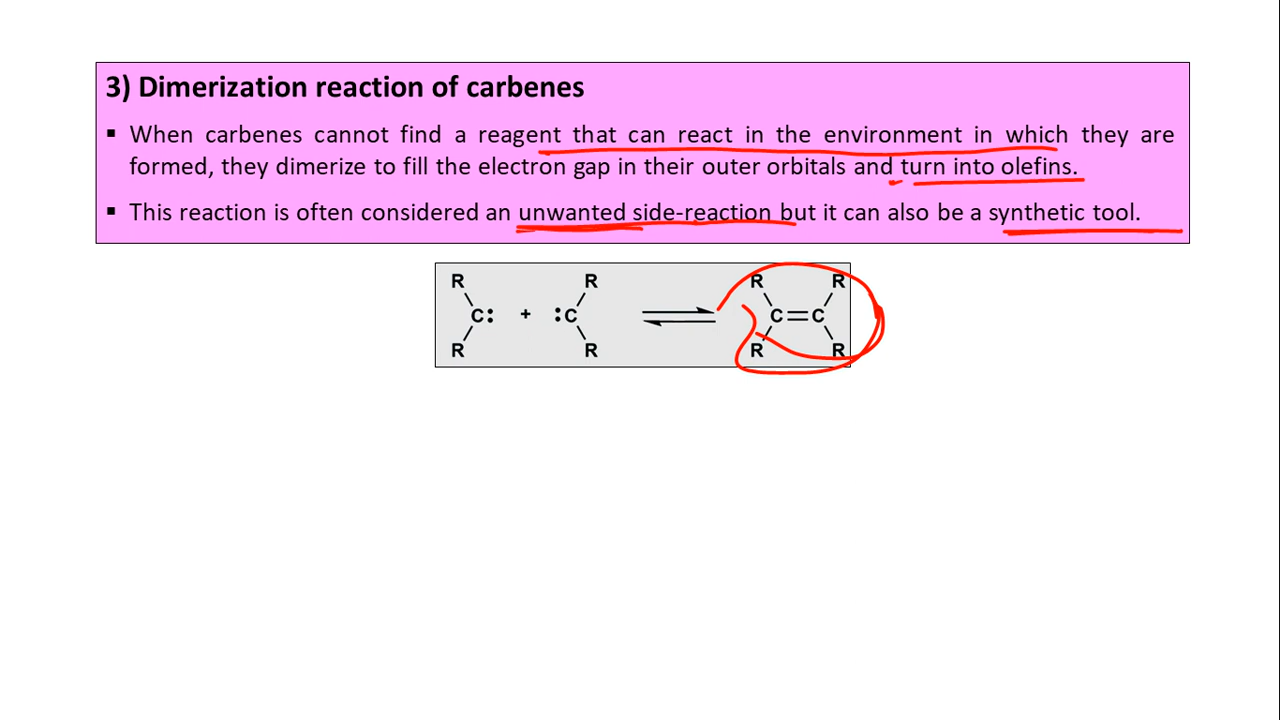 3) Dimerization reaction of carbenes
▪ When carbenes cannot find a reagent that can react in the environment in which they are
formed, they dimerize to fill the electron gap in their outer orbitals and turn into olefins.
▪ This reaction is often considered an unwanted side-reaction but it can also be a synthetic tool.
R R R R
C: + :C ⇌ C=C
R R R R